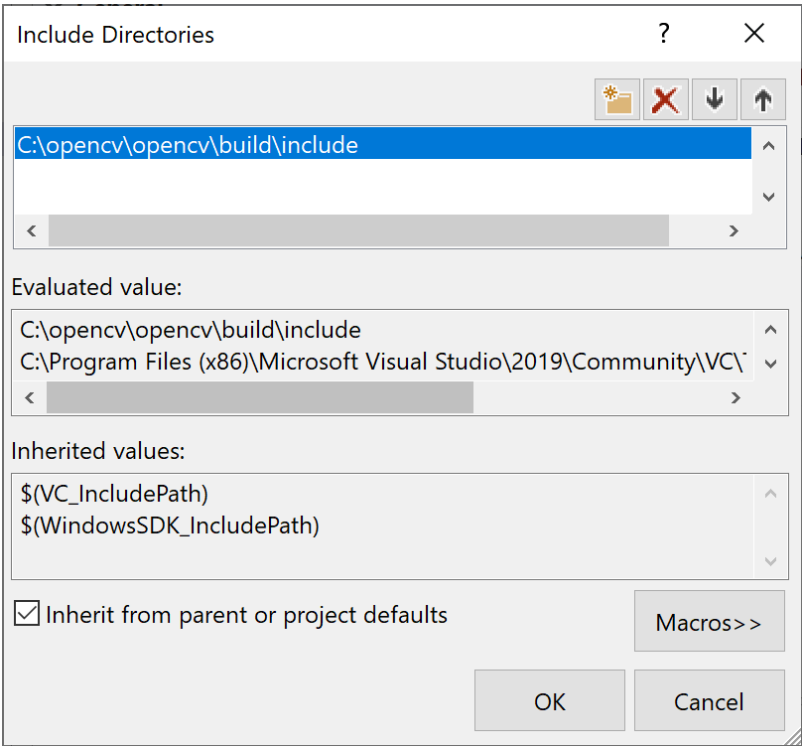 Include Directories
?
C:\opencv\opencv\build\include
Evaluated value:
C:\opencv\opencv\build\include
C:\Program Files (x86)\Microsoft Visual Studio\2019\Community\VC\
Inherited values:
$(VC_IncludePath)
$(WindowsSDK_IncludePath)
Inherit from parent or project defaults
Macros>>
OK
Cancel